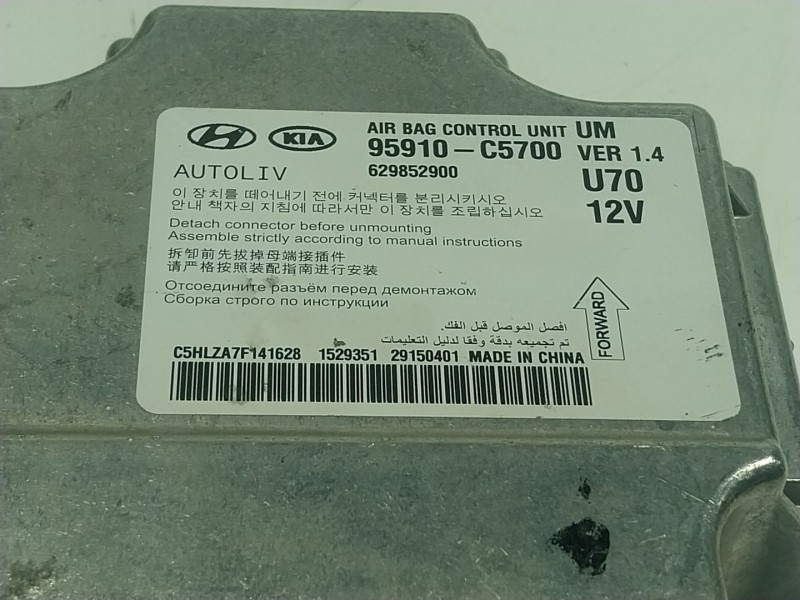 KIA
AIR BAG CONTROL UNIT UM
95910-C5700 VER 1.4
AUTOLIV
629852900
U70
12V
이 장치를 떼어내기 전에 커넥터를 분리시키시오
안내 책자의 지침에 따라서만 이 장치를 조립하십시오
Detach connector before unmounting
Assemble strictly according to manual instructions
拆卸前先拔掉母端接插件
请严格按照装配指南进行安装
Отсоедините разъём перед демонтажом
Сборка строго по инструкции
افصل الموصل قبل الفك.
تم تجميعه بدقة وفقا لدليل التعليمات
FORWARD
C5HLZA7F141628 1529351 29150401 MADE IN CHINA